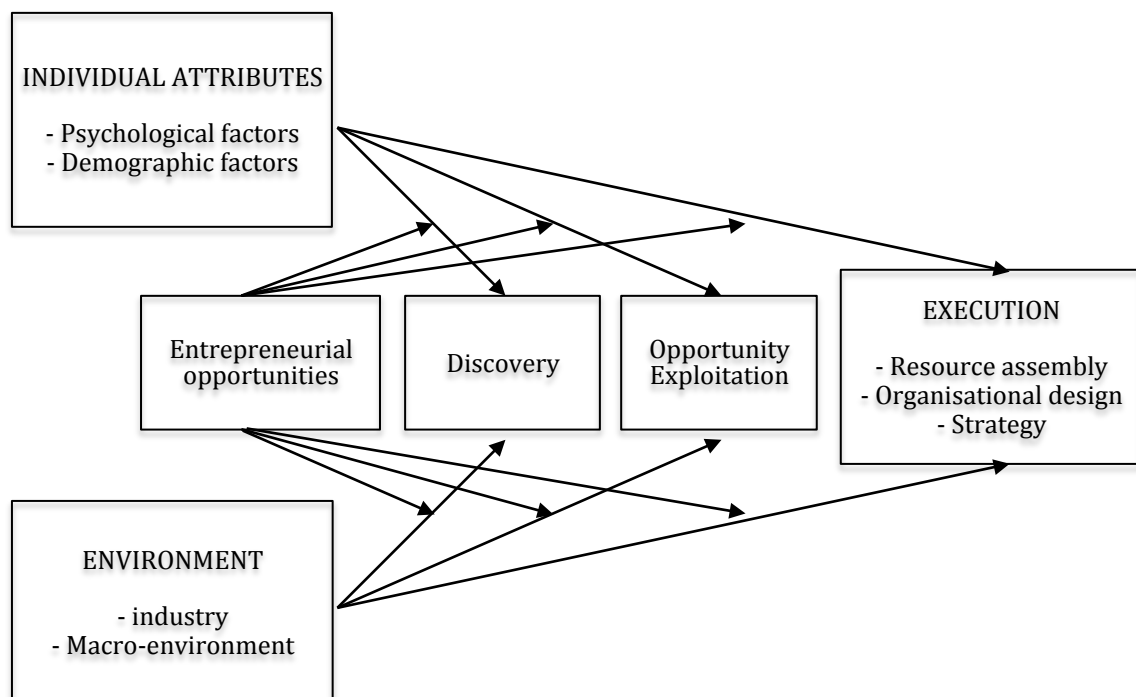 INDIVIDUAL ATTRIBUTES
- Psychological factors
- Demographic factors
Entrepreneurial
opportunities
Discovery
Opportunity
Exploitation
EXECUTION
- Resource assembly
- Organisational design
- Strategy
ENVIRONMENT
- industry
- Macro-environment